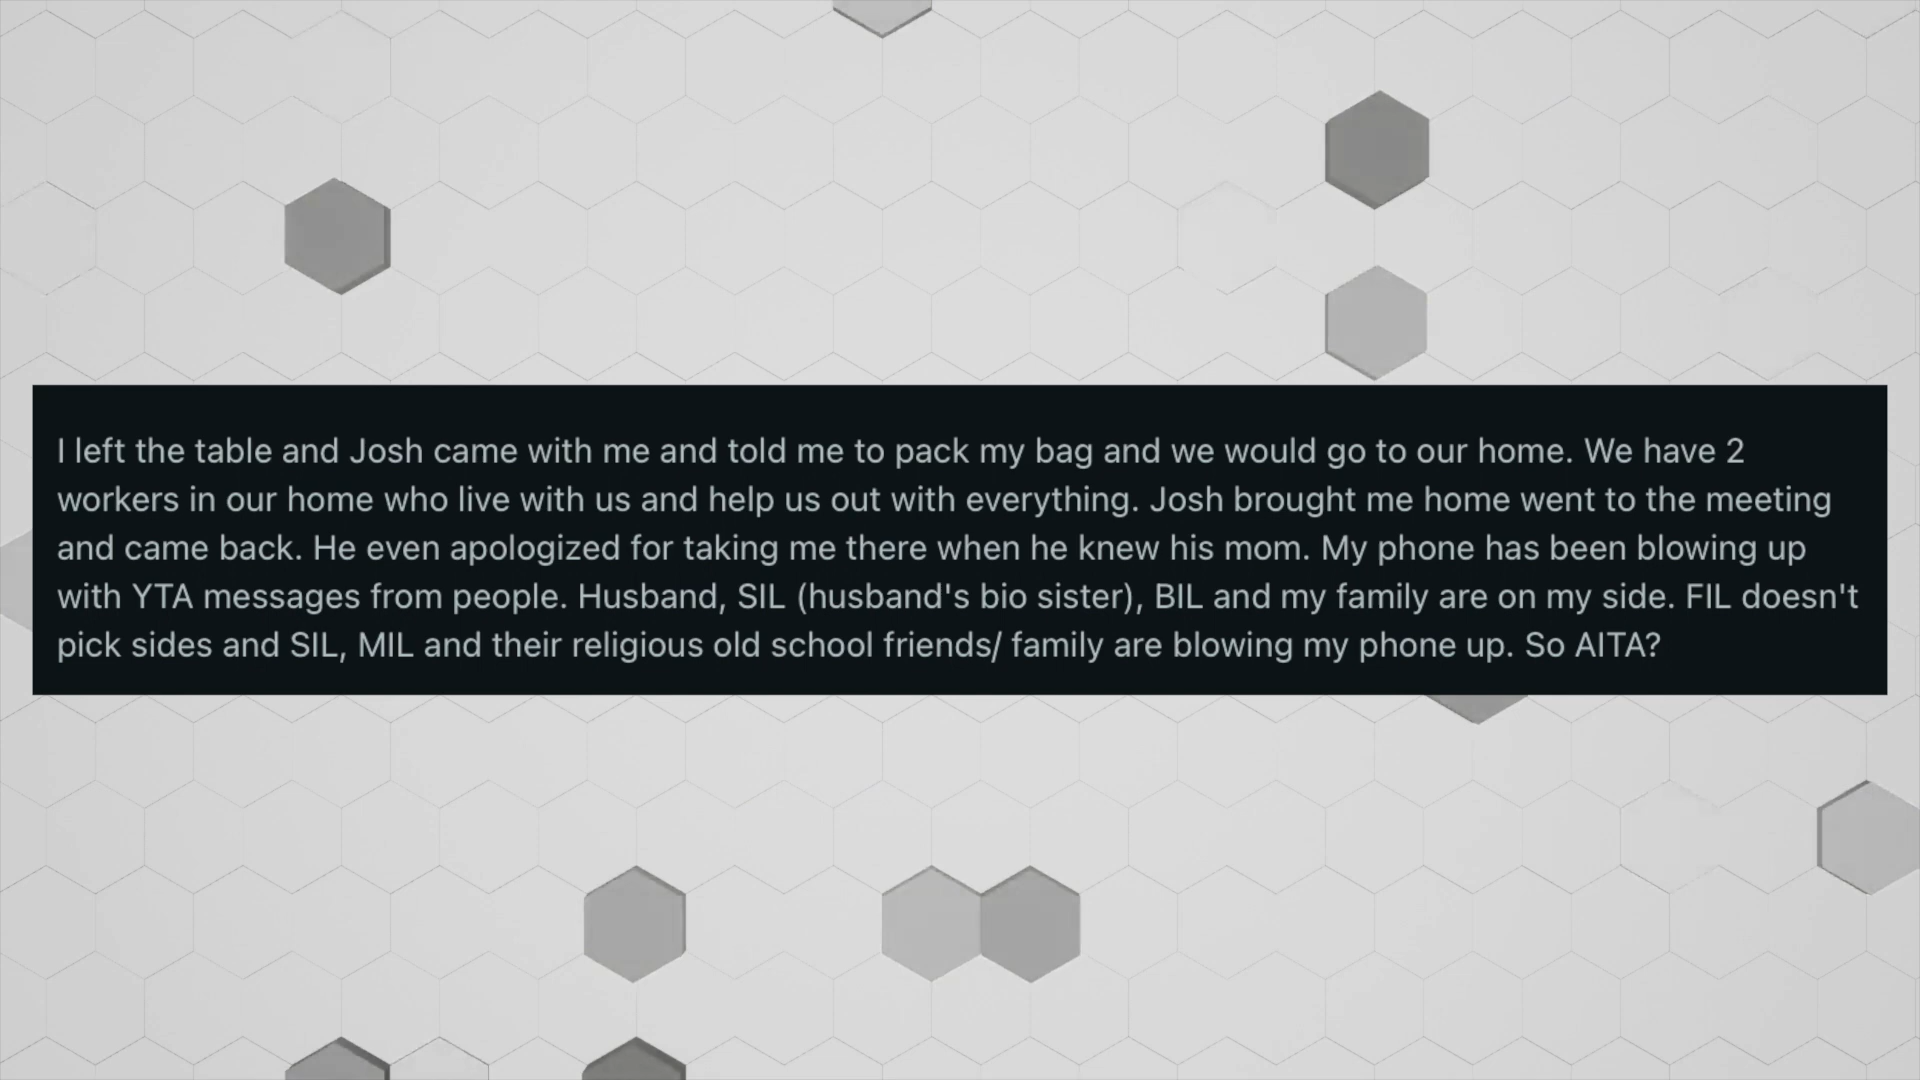 I left the table and Josh came with me and told me to pack my bag and we would go to our home. We have 2
workers in our home who live with us and help us out with everything. Josh brought me home went to the meeting
and came back. He even apologized for taking me there when he knew his mom. My phone has been blowing up
with YTA messages from people. Husband, SIL (husband's bio sister), BIL and my family are on my side. FIL doesn't
pick sides and SIL, MIL and their religious old school friends/ family are blowing my phone up. So AITA?